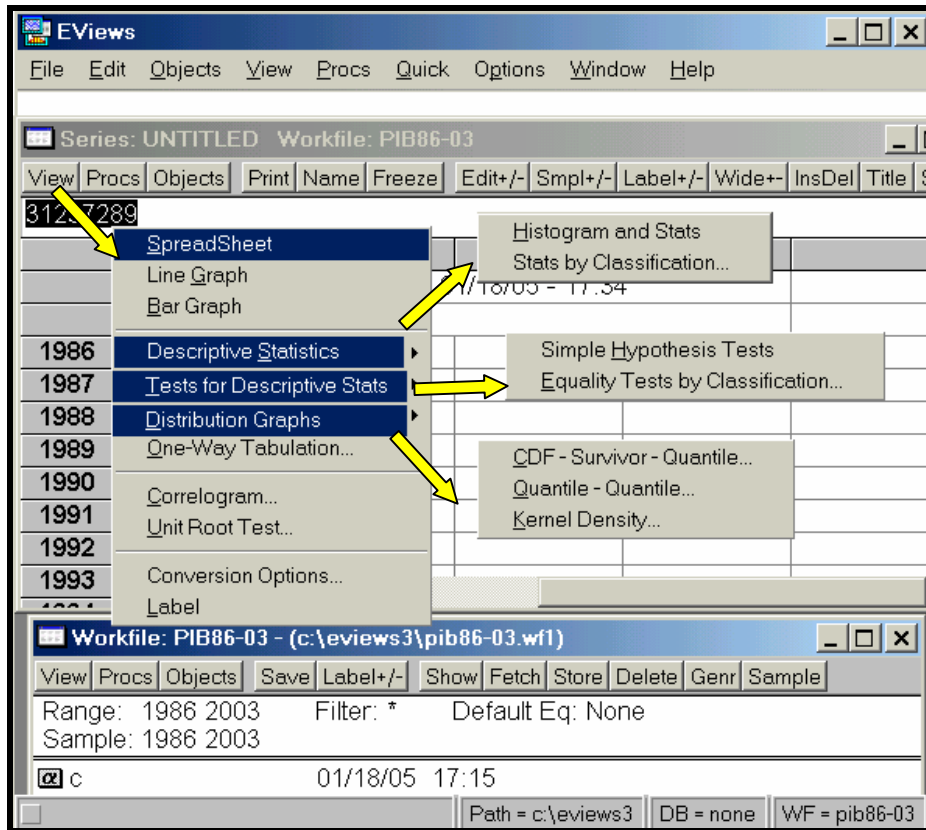 EViews
File Edit Objects View Procs Quick Options Window Help
Series: UNTITLED Workfile: PIB86-03
View Procs Objects Print Name Freeze Edit+/- Smpl+/- Label+/- Wide+- InsDel Title
SpreadSheet
Line Graph
Bar Graph
Descriptive Statistics
Tests for Descriptive Stats
Distribution Graphs
One-Way Tabulation...
Correlogram...
Unit Root Test...
Conversion Options...
Label
Histogram and Stats
Stats by Classification...
Simple Hypothesis Tests
Equality Tests by Classification...
CDF - Survivor - Quantile...
Quantile - Quantile...
Kernel Density...
/18/05 - 17:34
1986
1987
1988
1989
1990
1991
1992
1993
Workfile: PIB86-03 - (c:\eviews3\pib86-03.wf1)
View Procs Objects Save Label+/- Show Fetch Store Delete Genr Sample
Range: 1986 2003 Filter: * Default Eq: None
Sample: 1986 2003
α c 01/18/05 17:15
Path = c:\eviews3 DB = none WF = pib86-03